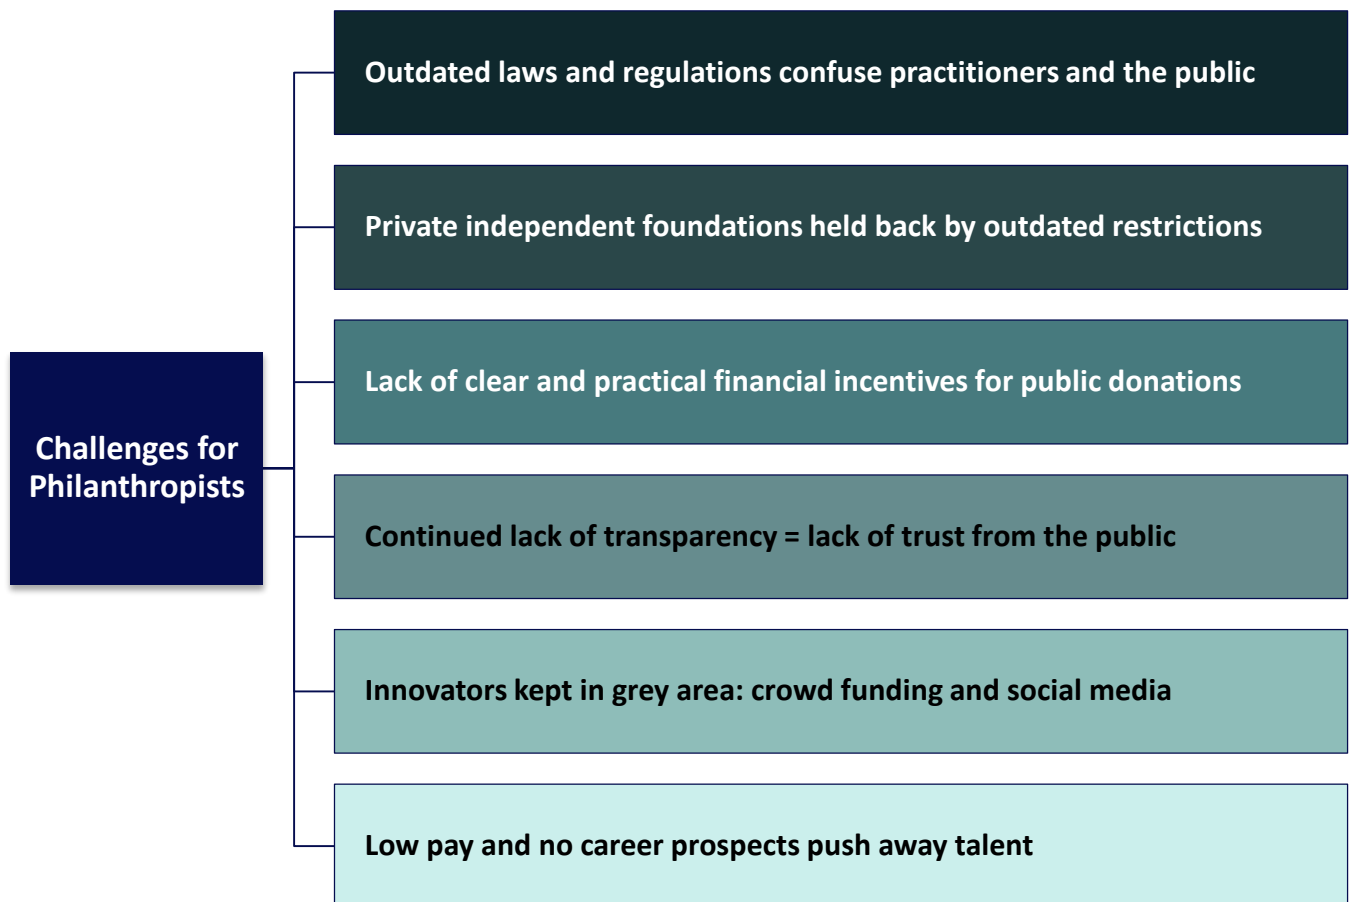 Outdated laws and regulations confuse practitioners and the public
Private independent foundations held back by outdated restrictions
Lack of clear and practical financial incentives for public donations
Challenges for
Philanthropists
Continued lack of transparency = lack of trust from the public
Innovators kept in grey area: crowd funding and social media
Low pay and no career prospects push away talent